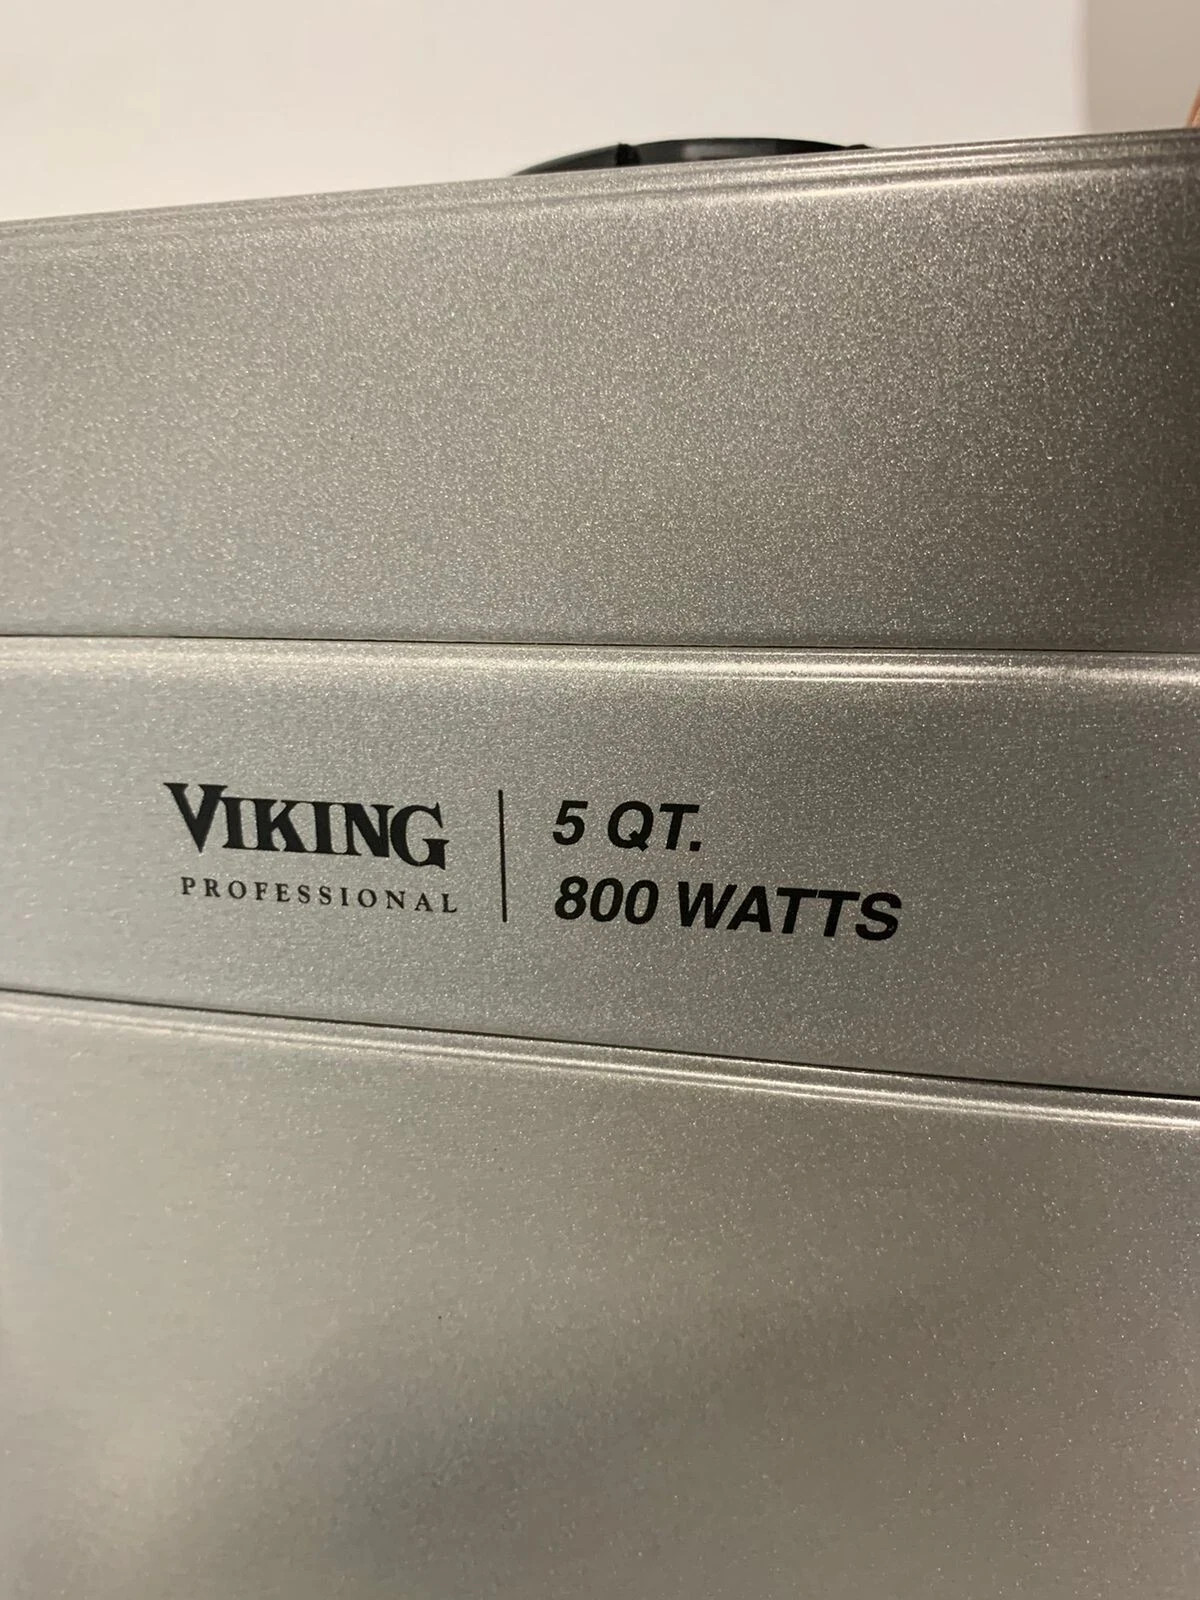 VIKING
PROFESSIONAL
5 QT.
800 WATTS